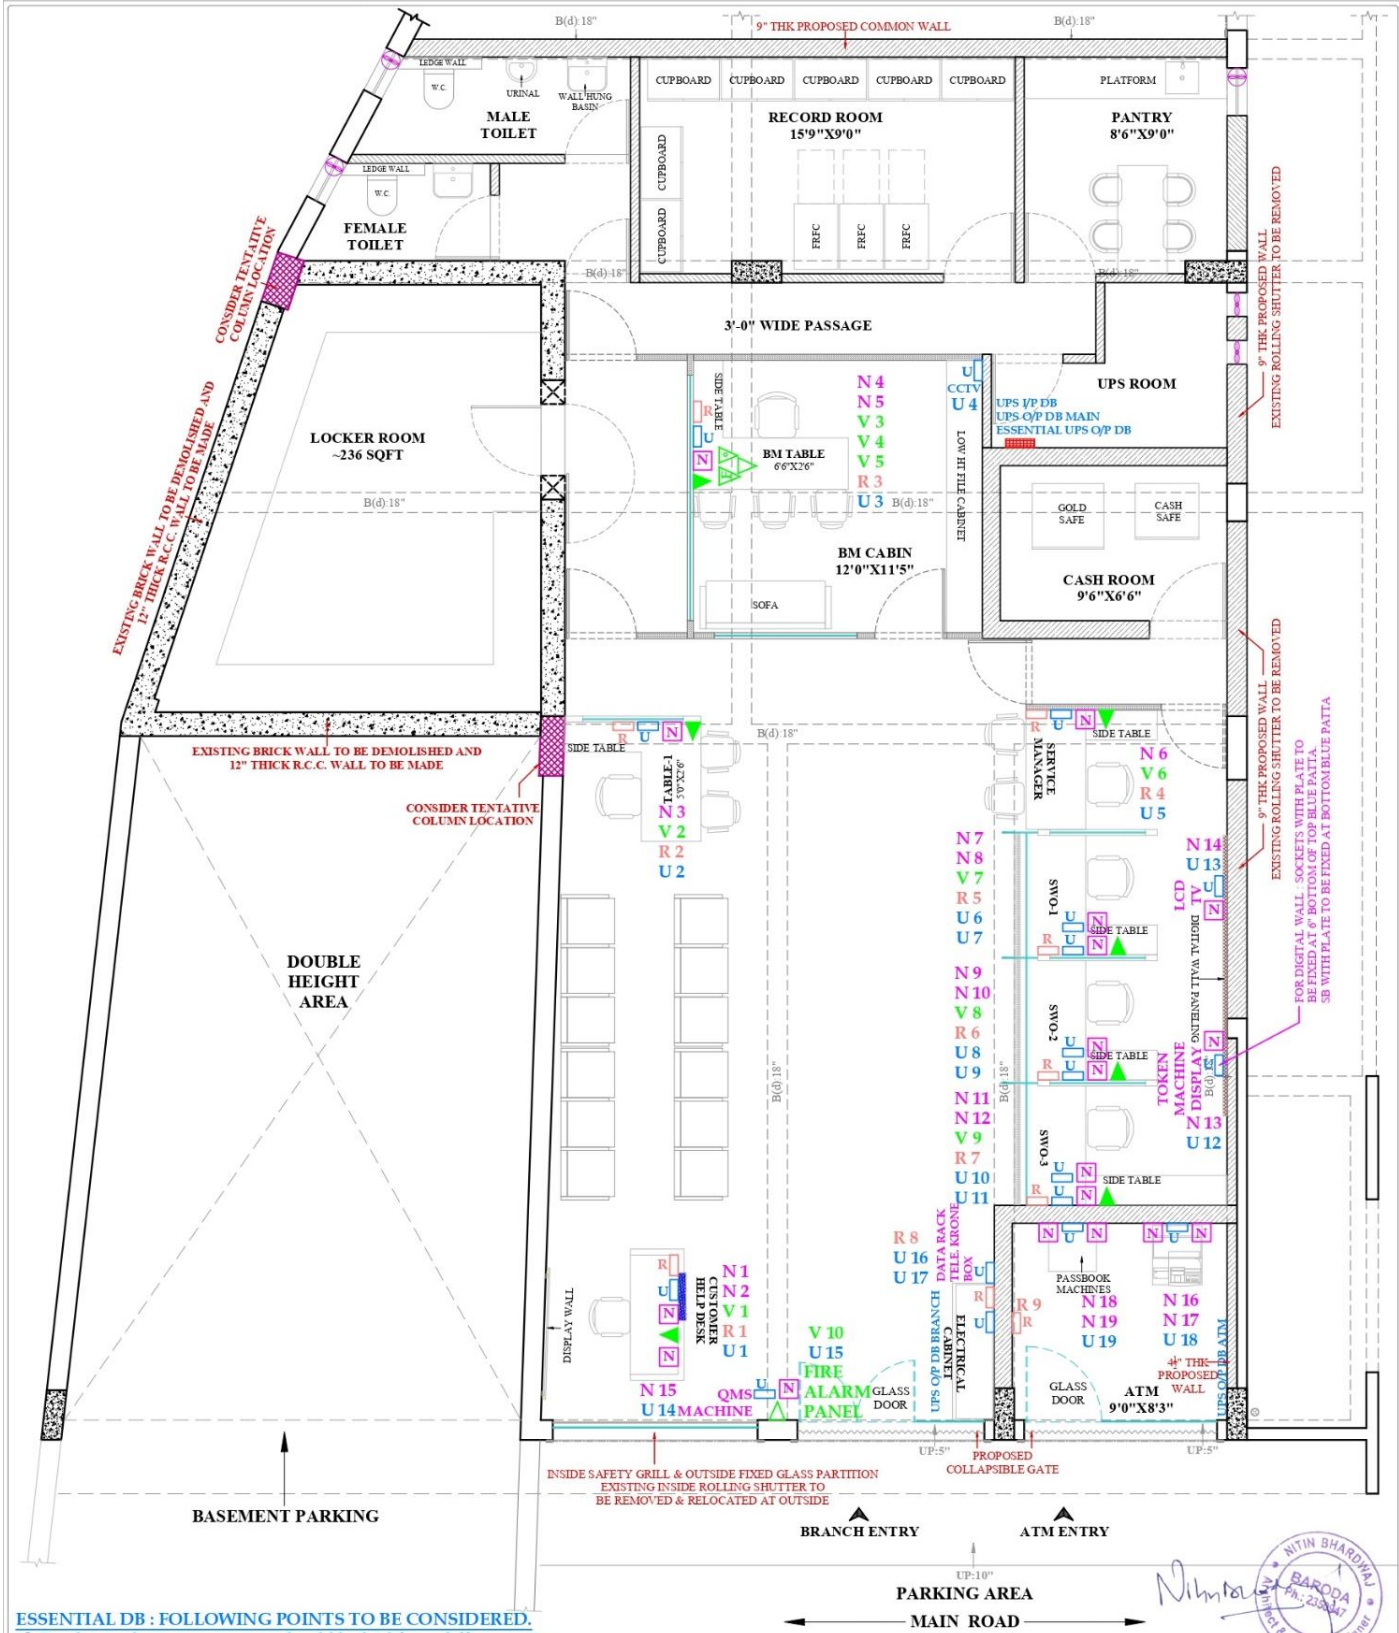 B(d):18"
B(d):18"
9" THK PROPOSED COMMON WALL
LEDGE WALL
W.C.
URINAL
WALL HUNG
BASIN
MALE
TOILET
CUPBOARD
CUPBOARD
CUPBOARD
CUPBOARD
CUPBOARD
RECORD ROOM
15'9"X9'0"
CUPBOARD
CUPBOARD
FRFC
FRFC
FRFC
PLATFORM
PANTRY
8'6"X9'0"
LEDGE WALL
W.C.
FEMALE
TOILET
CONSIDER TENTATIVE
COLUMN LOCATION
B(d):18"
B(d):18"
9" THK PROPOSED WALL
EXISTING ROLLING SHUTTER TO BE REMOVED
3'-0" WIDE PASSAGE
UPS ROOM
UPS I/P DB
UPS O/P DB MAIN
ESSENTIAL UPS O/P DB
EXISTING BRICK WALL TO BE DEMOLISHED AND
12" THICK R.C.C. WALL TO BE MADE
LOCKER ROOM
~236 SQFT
B(d):18"
SIDE TABLE
R
U
N
BM TABLE
6'6"X2'6"
N 4
N 5
V 3
V 4
V 5
R 3
U 3
B(d):18"
U
CCTV
U 4
LOW HT FILE CABINET
BM CABIN
12'0"X11'5"
SOFA
GOLD
SAFE
CASH
SAFE
CASH ROOM
9'6"X6'6"
9" THK PROPOSED WALL
EXISTING ROLLING SHUTTER TO BE REMOVED
FOR DIGITAL WALL : SOCKETS WITH PLATE TO
BE FIXED AT 6" BOTTOM OF TOP BLUE PATTA.
SB WITH PLATE TO BE FIXED AT BOTTOM BLUE PATTA
EXISTING BRICK WALL TO BE DEMOLISHED AND
12" THICK R.C.C. WALL TO BE MADE
CONSIDER TENTATIVE
COLUMN LOCATION
SIDE TABLE
R
U
N
TABLE-1
5'0"X2'6"
N 3
V 2
R 2
U 2
B(d):18"
R
U
N
SIDE TABLE
SERVICE
MANAGER
N 6
V 6
R 4
U 5
N 7
N 8
V 7
R 5
U 6
U 7
SWO-1
U
N
SIDE TABLE
R
U
N
N 14
U 13
LCD
TV
U
N
DIGITAL WALL PANELING
N 9
N 10
V 8
R 6
U 8
U 9
SWO-2
U
N
SIDE TABLE
R
U
N
TOKEN
MACHINE
DISPLAY
N
U
B(d):18"
N 13
U 12
B(d):18"
B(d):18"
N 11
N 12
V 9
R 7
U 10
U 11
SWO-3
U
N
SIDE TABLE
R
U
N
DOUBLE
HEIGHT
AREA
DISPLAY WALL
R
U
N
N
CUSTOMER
HELP DESK
N 1
N 2
V 1
R 1
U 1
N 15
U 14
QMS
MACHINE
U
N
V 10
U 15
FIRE
ALARM
PANEL
R 8
U 16
U 17
DATA RACK
TELE. KRONE
BOX
U
R
U
UPS O/P DB BRANCH
ELECTRICAL
CABINET
GLASS
DOOR
N
U
N
N
U
N
PASSBOOK
MACHINES
R 9
R
N 18
N 19
U 19
N 16
N 17
U 18
4½" THK
PROPOSED
WALL
UPS O/P DB ATM
GLASS
DOOR
ATM
9'0"X8'3"
UP:5"
UP:5"
PROPOSED
COLLAPSIBLE GATE
INSIDE SAFETY GRILL & OUTSIDE FIXED GLASS PARTITION
EXISTING INSIDE ROLLING SHUTTER TO
BE REMOVED & RELOCATED AT OUTSIDE
BASEMENT PARKING
BRANCH ENTRY
ATM ENTRY
UP:10"
PARKING AREA
MAIN ROAD
NITIN BHARDWAJ
BARODA
ESSENTIAL DB : FOLLOWING POINTS TO BE CONSIDERED.